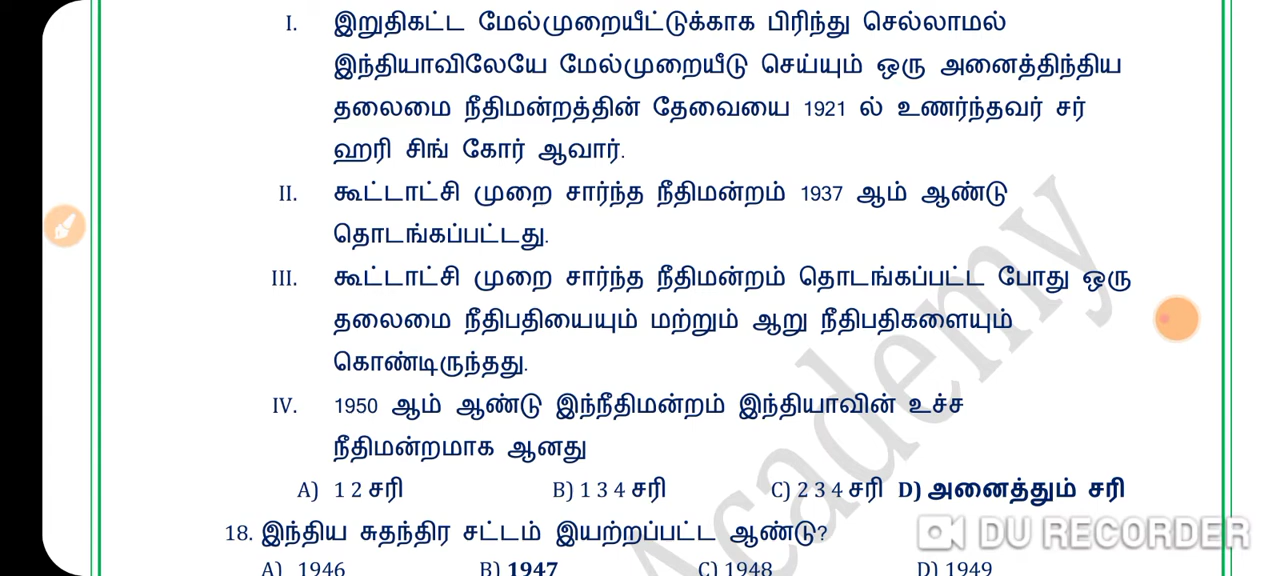 I. இறுதிகட்ட மேல்முறையீட்டுக்காக பிரிந்து செல்லாமல்
இந்தியாவிலேயே மேல்முறையீடு செய்யும் ஒரு அனைத்திந்திய
தலைமை நீதிமன்றத்தின் தேவையை 1921 ல் உணர்ந்தவர் சர்
ஹரி சிங் கோர் ஆவார்.
II. கூட்டாட்சி முறை சார்ந்த நீதிமன்றம் 1937 ஆம் ஆண்டு
தொடங்கப்பட்டது.
III. கூட்டாட்சி முறை சார்ந்த நீதிமன்றம் தொடங்கப்பட்ட போது ஒரு
தலைமை நீதிபதியையும் மற்றும் ஆறு நீதிபதிகளையும்
கொண்டிருந்தது.
IV. 1950 ஆம் ஆண்டு இந்நீதிமன்றம் இந்தியாவின் உச்ச
நீதிமன்றமாக ஆனது
A) 1 2 சரி B) 1 3 4 சரி C) 2 3 4 சரி D) அனைத்தும் சரி
18. இந்திய சுதந்திர சட்டம் இயற்றப்பட்ட ஆண்டு?
A) 1946 B) 1947 C) 1948 D) 1949
Academy
DU RECORDER